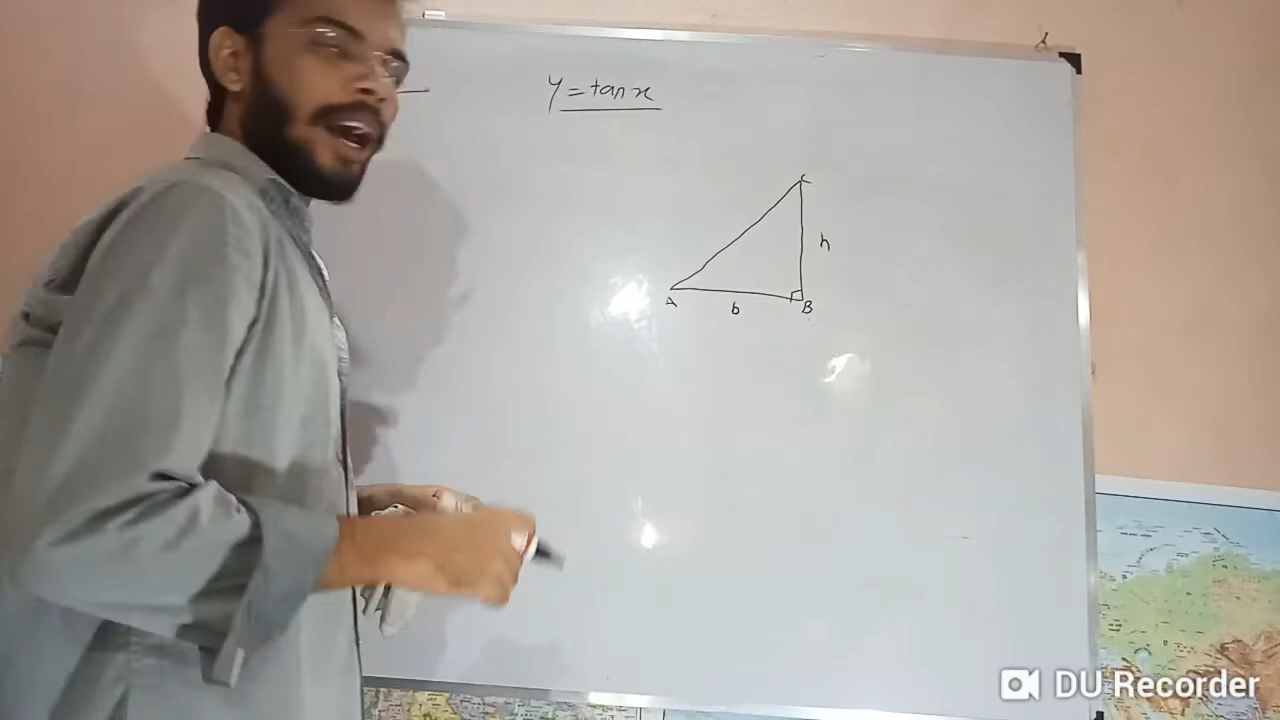 y = tan x
C
h
A
b
B
DU Recorder